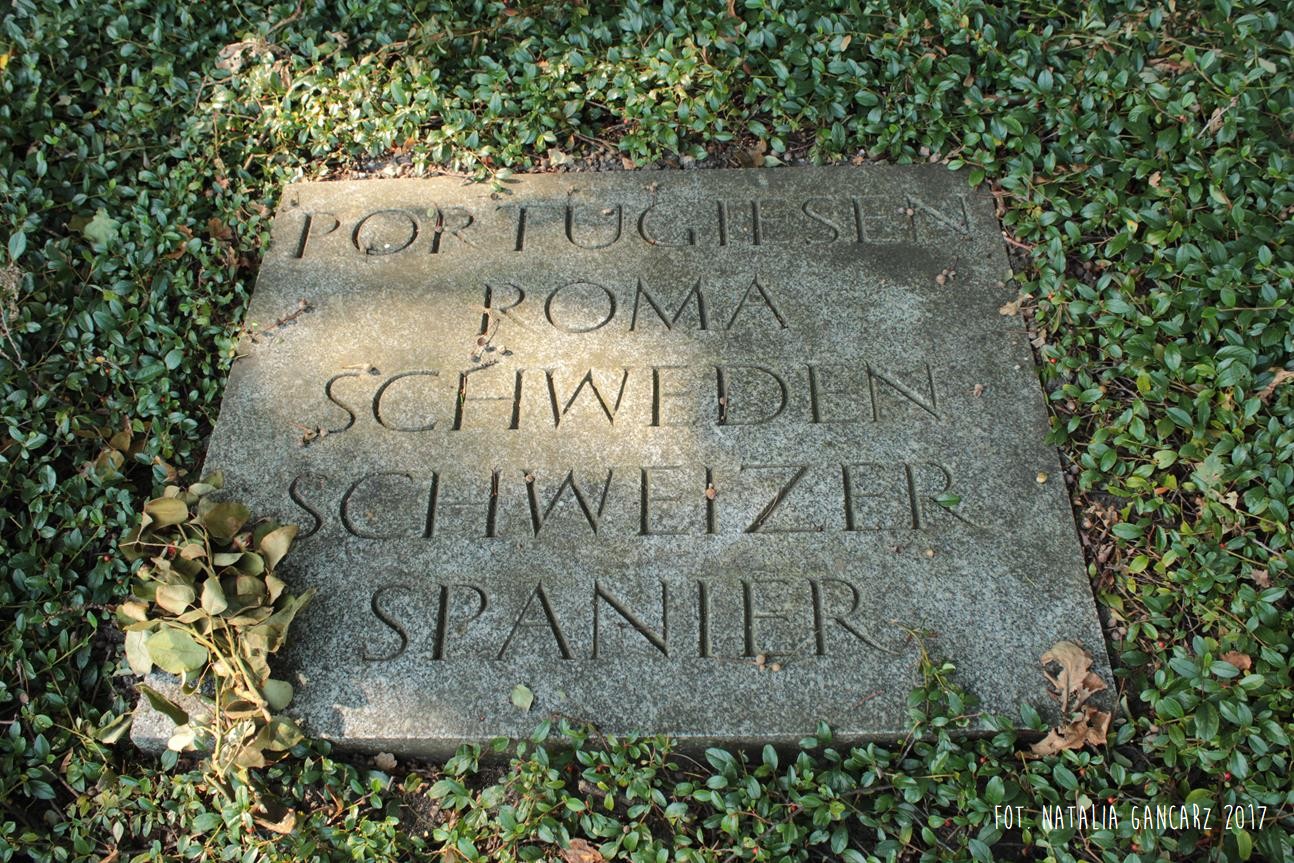 PORTUGIESEN
ROMA
SCHWEDEN
SCHWEIZER
SPANIER
FOT. NATALIA GANCARZ 2017